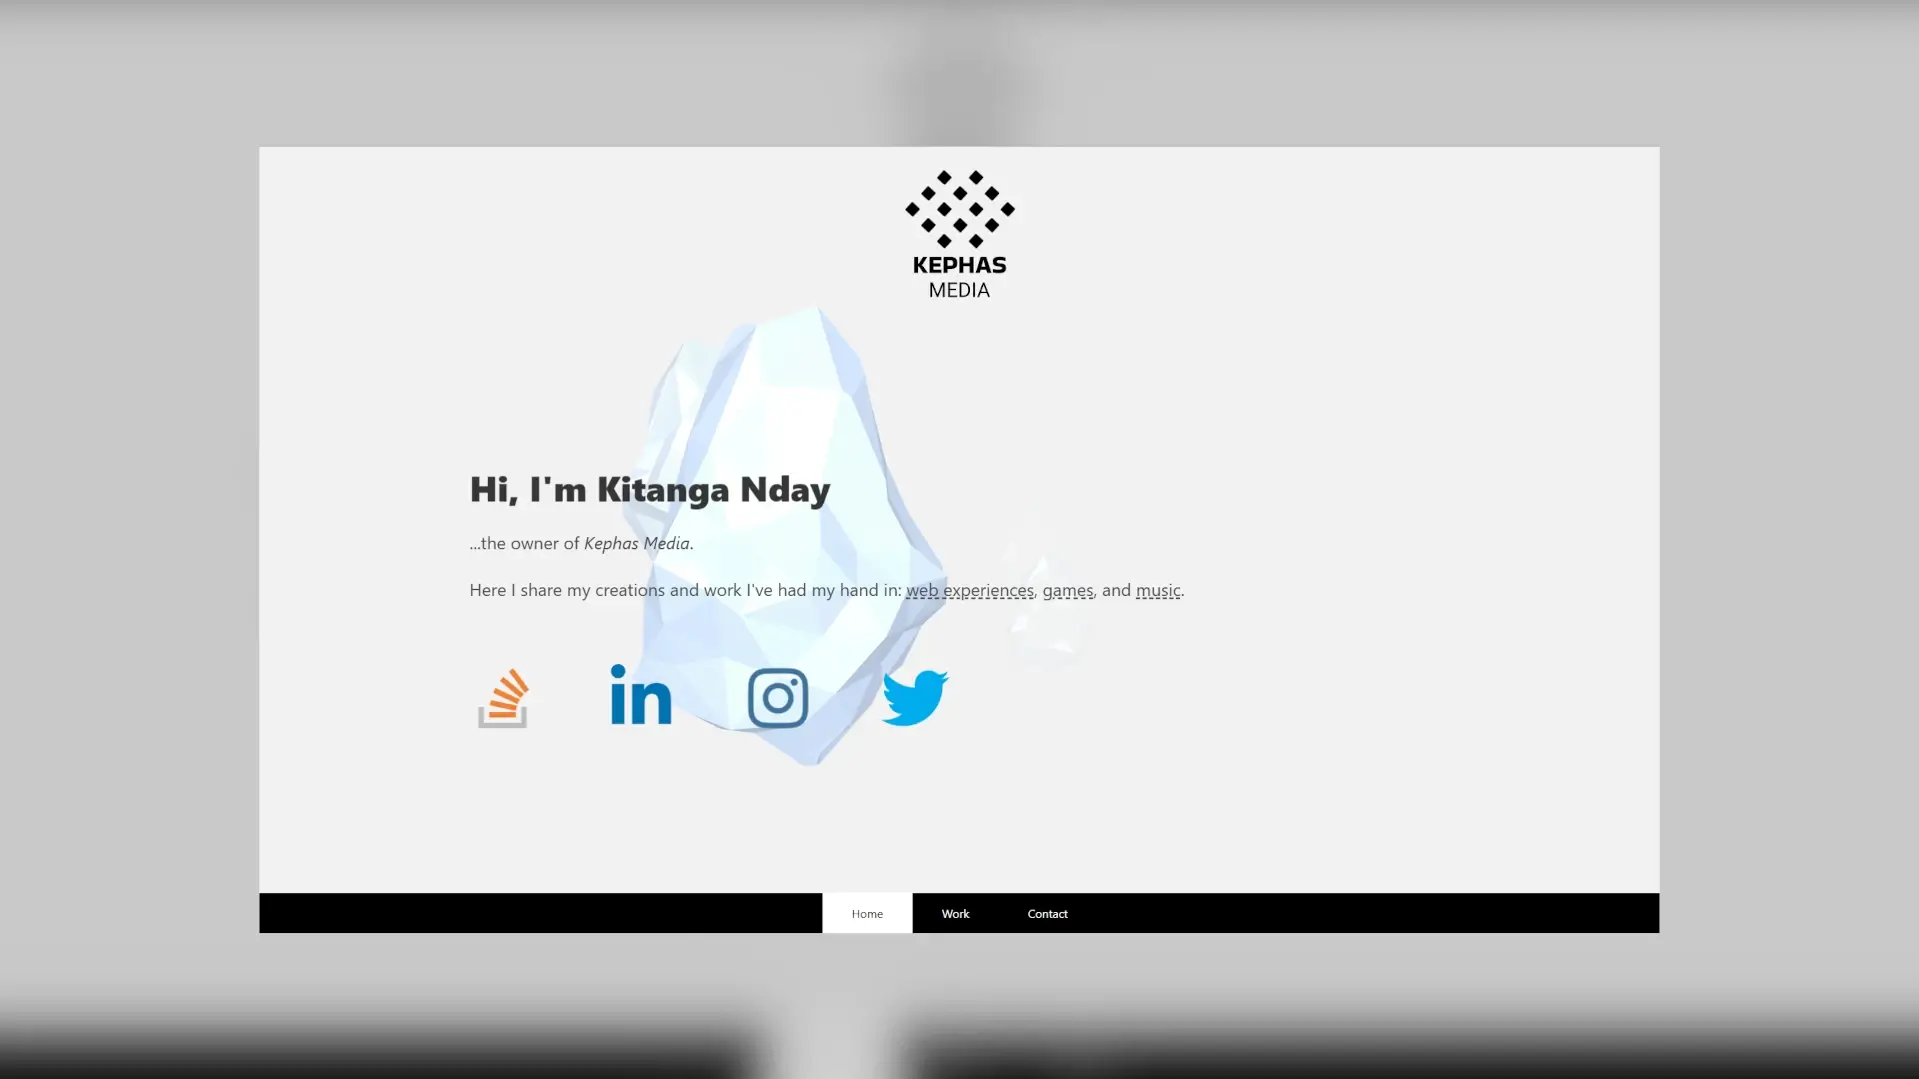 KEPHAS
MEDIA
Hi, I'm Kitanga Nday
...the owner of Kephas Media.
Here I share my creations and work I've had my hand in: web experiences, games, and music.
in
Home
Work
Contact